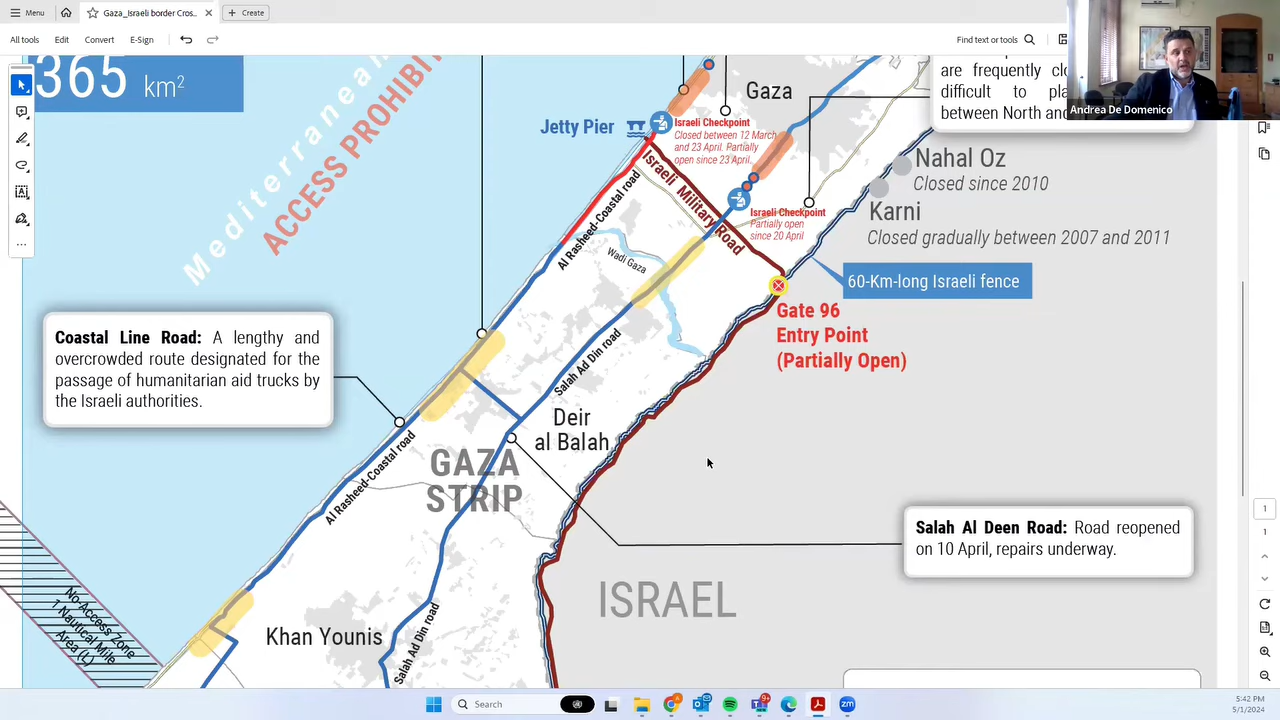 Menu
Gaza_Israeli border Cros...
Create
All tools
Edit
Convert
E-Sign
Find text or tools
365 km²
Mediterranean
ACCESS PROHIBIT
Andrea De Domenico
are frequently clo
difficult to pla
between North and
Gaza
Jetty Pier
Israeli Checkpoint
Closed between 12 March
and 23 April. Partially
open since 23 April.
Israeli Military Road
Nahal Oz
Closed since 2010
Karni
Closed gradually between 2007 and 2011
Israeli Checkpoint
Partially open
since 20 April
Al Rasheed-Coastal road
Wadi Gaza
60-Km-long Israeli fence
Gate 96
Entry Point
(Partially Open)
Coastal Line Road: A lengthy and
overcrowded route designated for the
passage of humanitarian aid trucks by
the Israeli authorities.
Salah Ad Din road
Deir
al Balah
GAZA
STRIP
Al Rasheed-Coastal road
Salah Al Deen Road: Road reopened
on 10 April, repairs underway.
ISRAEL
No-Access Zone
1 Nautical Mile
Area (L)
Khan Younis
Salah Ad Din road
1
1
Search
9+
5:42 PM
5/1/2024